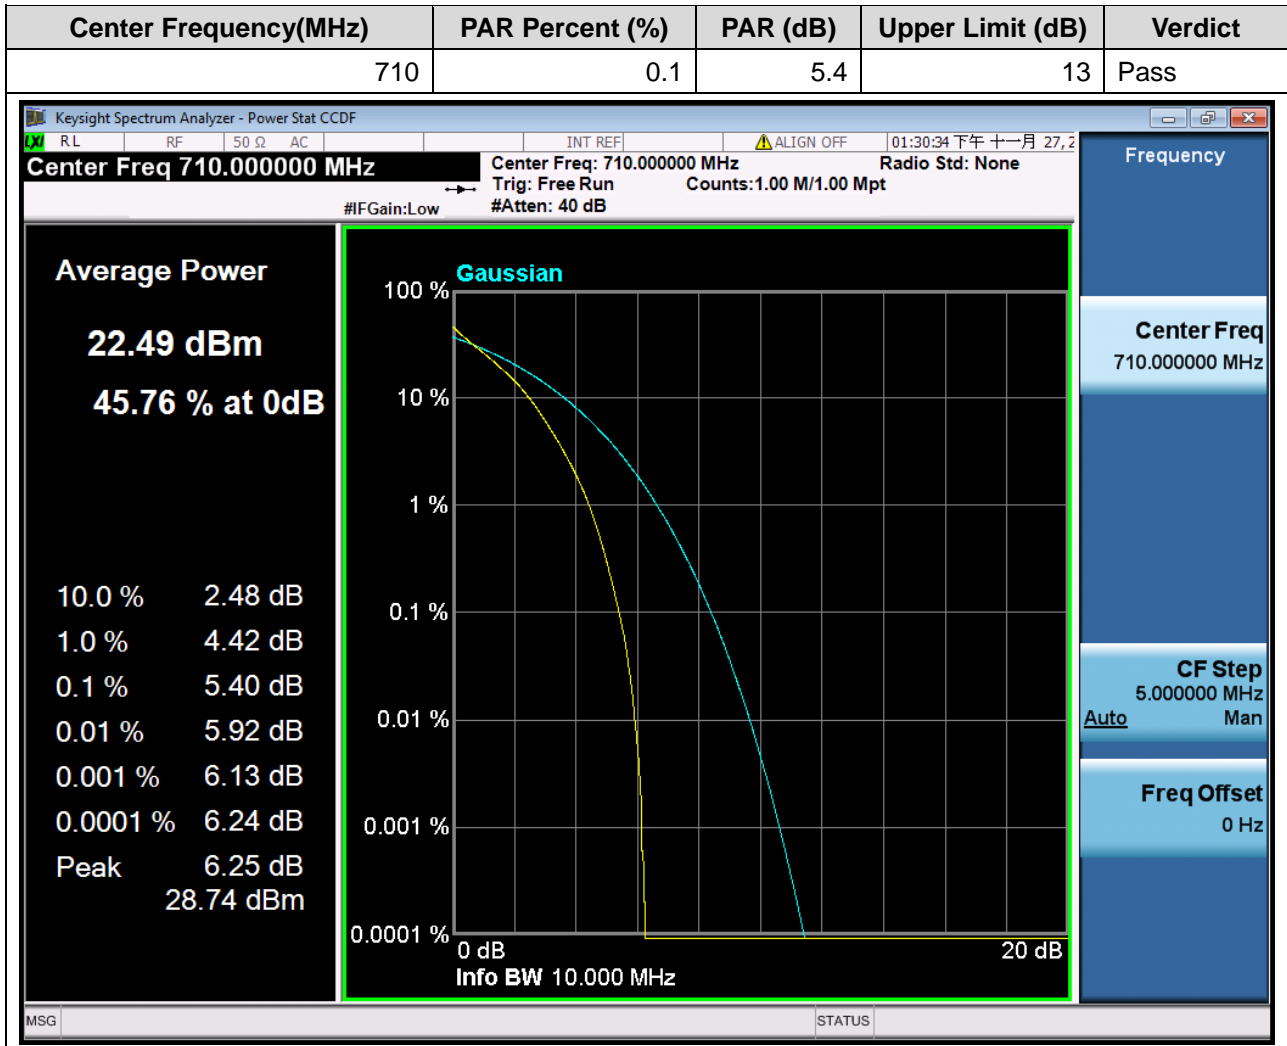 Center Frequency(MHz) PAR Percent (%) PAR (dB) Upper Limit (dB) Verdict
710 0.1 5.4 13 Pass
Keysight Spectrum Analyzer - Power Stat CCDF
LXI RL RF 50 Ω AC INT REF ALIGN OFF 01:30:34 下午 十一月 27, 2
Center Freq 710.000000 MHz
Center Freq: 710.000000 MHz Radio Std: None
Trig: Free Run Counts:1.00 M/1.00 Mpt
#IFGain:Low #Atten: 40 dB
Frequency
Average Power
22.49 dBm
45.76 % at 0dB
10.0 % 2.48 dB
1.0 % 4.42 dB
0.1 % 5.40 dB
0.01 % 5.92 dB
0.001 % 6.13 dB
0.0001 % 6.24 dB
Peak 6.25 dB
28.74 dBm
Gaussian
100 %
10 %
1 %
0.1 %
0.01 %
0.001 %
0.0001 %
0 dB 20 dB
Info BW 10.000 MHz
Center Freq
710.000000 MHz
CF Step
5.000000 MHz
Auto Man
Freq Offset
0 Hz
MSG STATUS